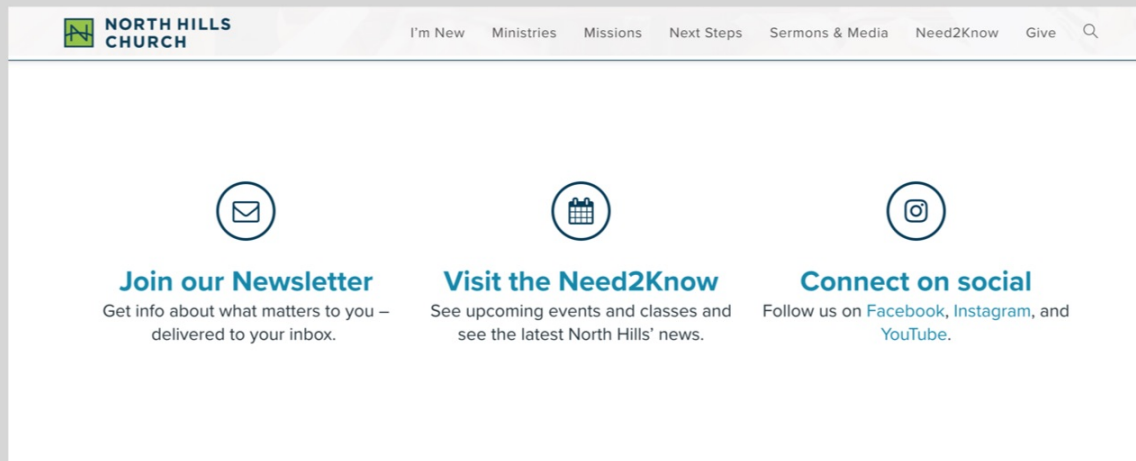 NORTH HILLS
CHURCH
I'm New Ministries Missions Next Steps Sermons & Media Need2Know Give
Join our Newsletter
Get info about what matters to you –
delivered to your inbox.
Visit the Need2Know
See upcoming events and classes and
see the latest North Hills' news.
Connect on social
Follow us on Facebook, Instagram, and
YouTube.